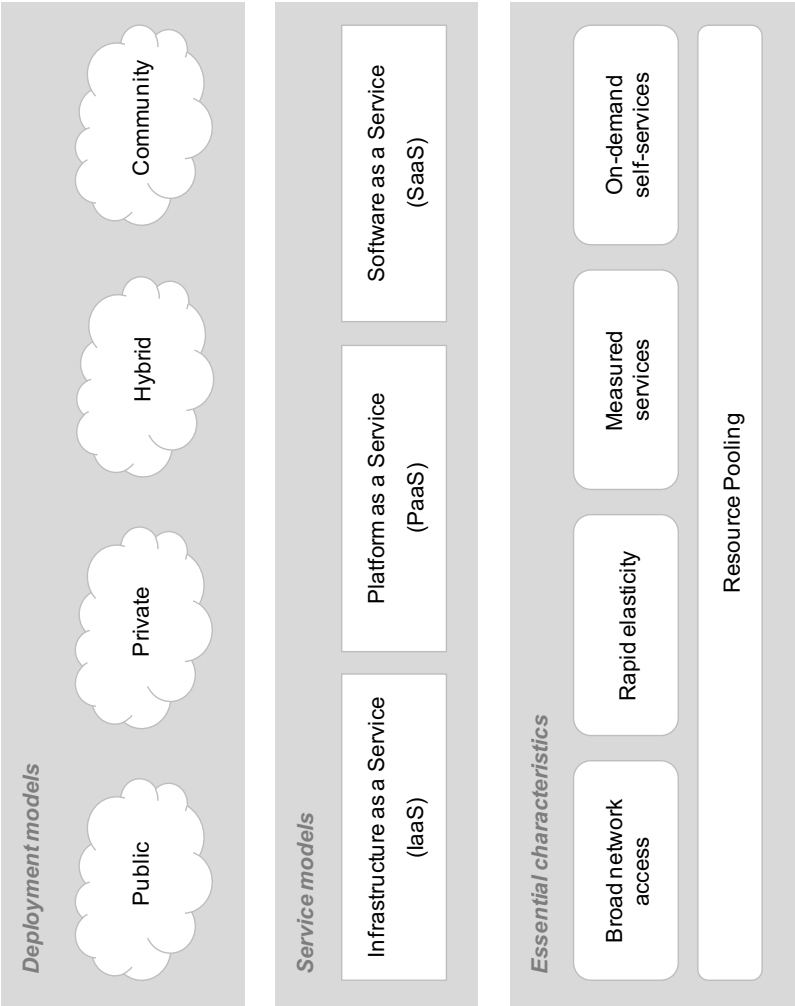 Deployment models
Public
Private
Hybrid
Community
Service models
Infrastructure as a Service
(IaaS)
Platform as a Service
(PaaS)
Software as a Service
(SaaS)
Essential characteristics
Broad network
access
Rapid elasticity
Measured
services
On-demand
self-services
Resource Pooling